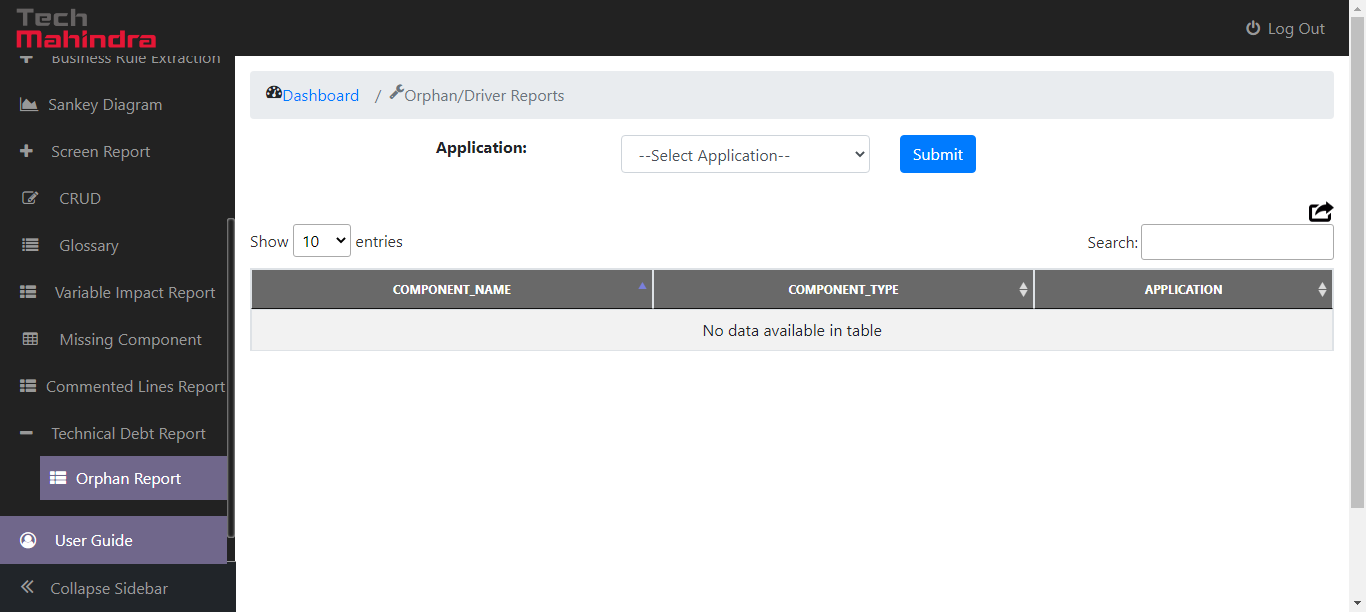 Tech
Mahindra
Log Out
Business Rule Extraction
Sankey Diagram
Screen Report
CRUD
Glossary
Variable Impact Report
Missing Component
Commented Lines Report
Technical Debt Report
Orphan Report
User Guide
Collapse Sidebar
Dashboard / Orphan/Driver Reports
Application: --Select Application-- Submit
Show 10 entries Search:
COMPONENT_NAME COMPONENT_TYPE APPLICATION
No data available in table